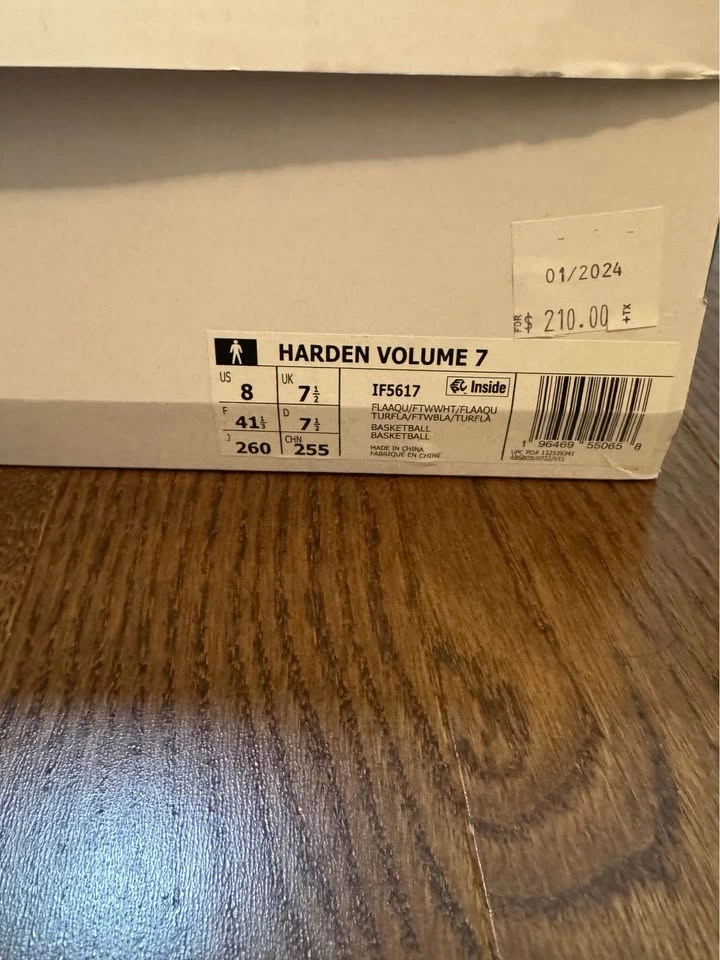 01/2024
FOR $ 210.00 +TX
HARDEN VOLUME 7
US 8
UK 7½
F 41⅓
D 7½
J 260
CHN 255
IF5617
Inside
FLAAQU/FTWWHT/FLAAQU
TURFLA/FTWBLA/TURFLA
BASKETBALL
BASKETBALL
MADE IN CHINA
FABRIQUÉ EN CHINE
1 96469 55065 8